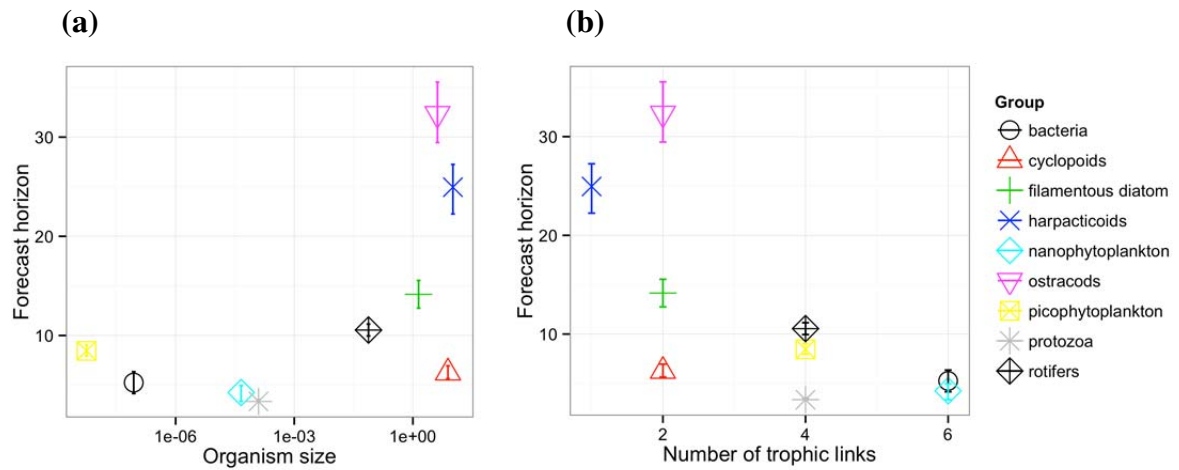 (a)
(b)
Forecast horizon
30
20
10
1e-06
1e-03
1e+00
Organism size
Forecast horizon
30
20
10
2
4
6
Number of trophic links
Group
bacteria
cyclopoids
filamentous diatom
harpacticoids
nanophytoplankton
ostracods
picophytoplankton
protozoa
rotifers